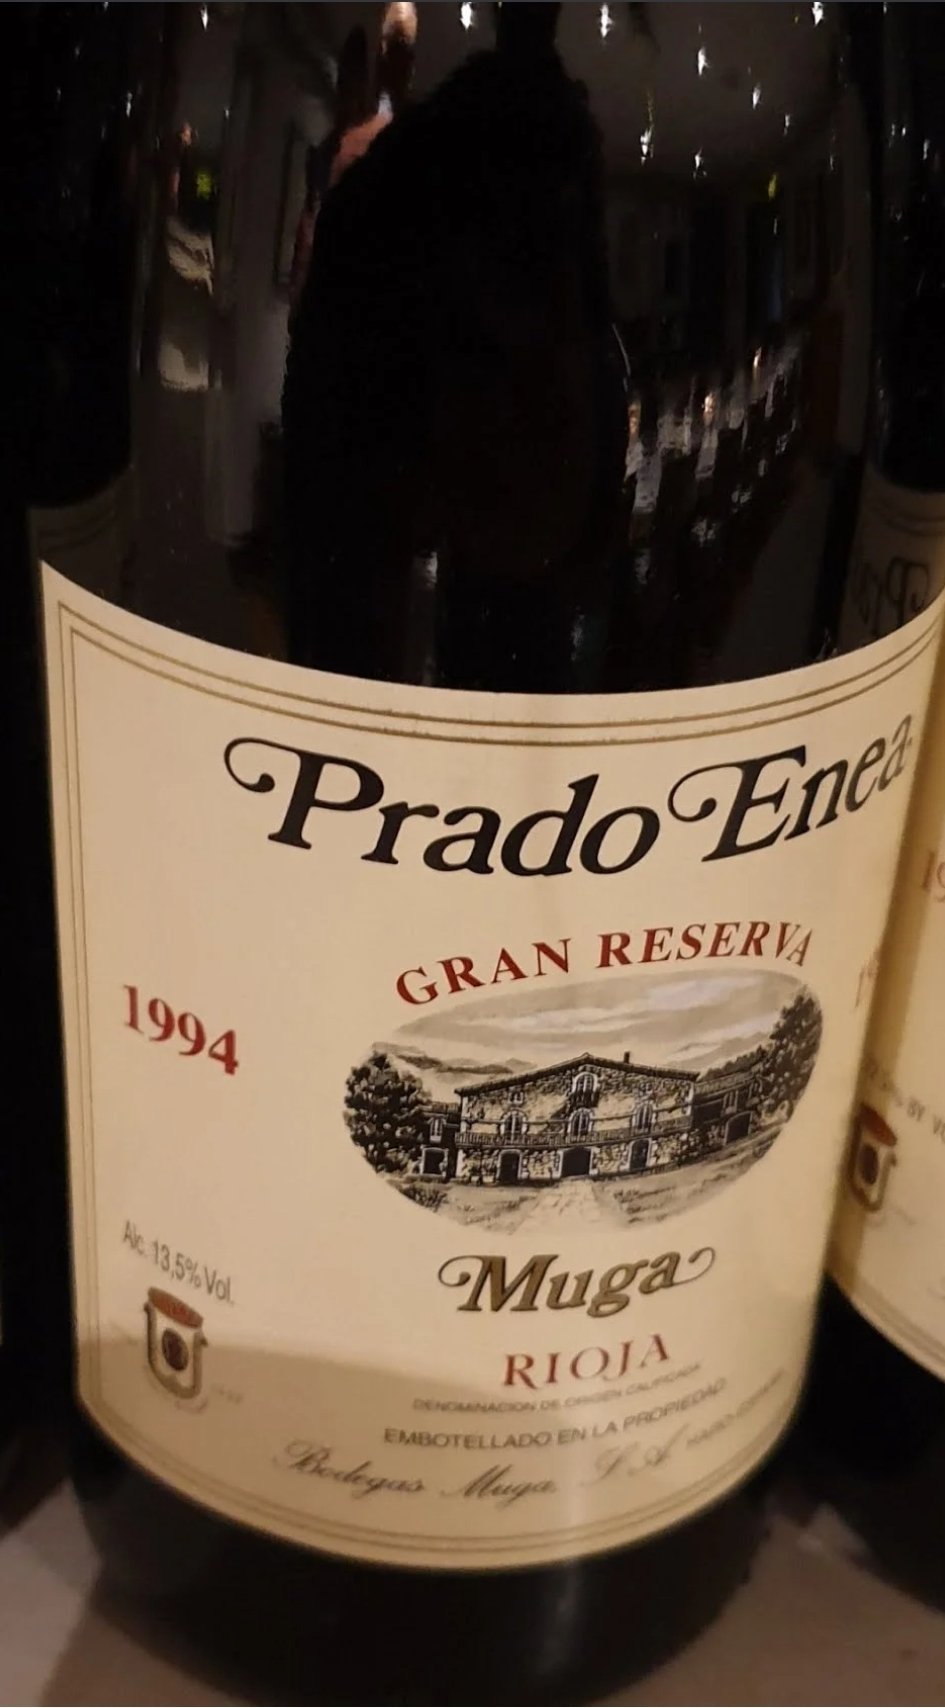 Prado Enea
GRAN RESERVA
1994
Alc. 13,5% Vol.
Muga
RIOJA
DENOMINACION DE ORIGEN CALIFICADA
EMBOTELLADO EN LA PROPIEDAD
Bodegas Muga, S.A.